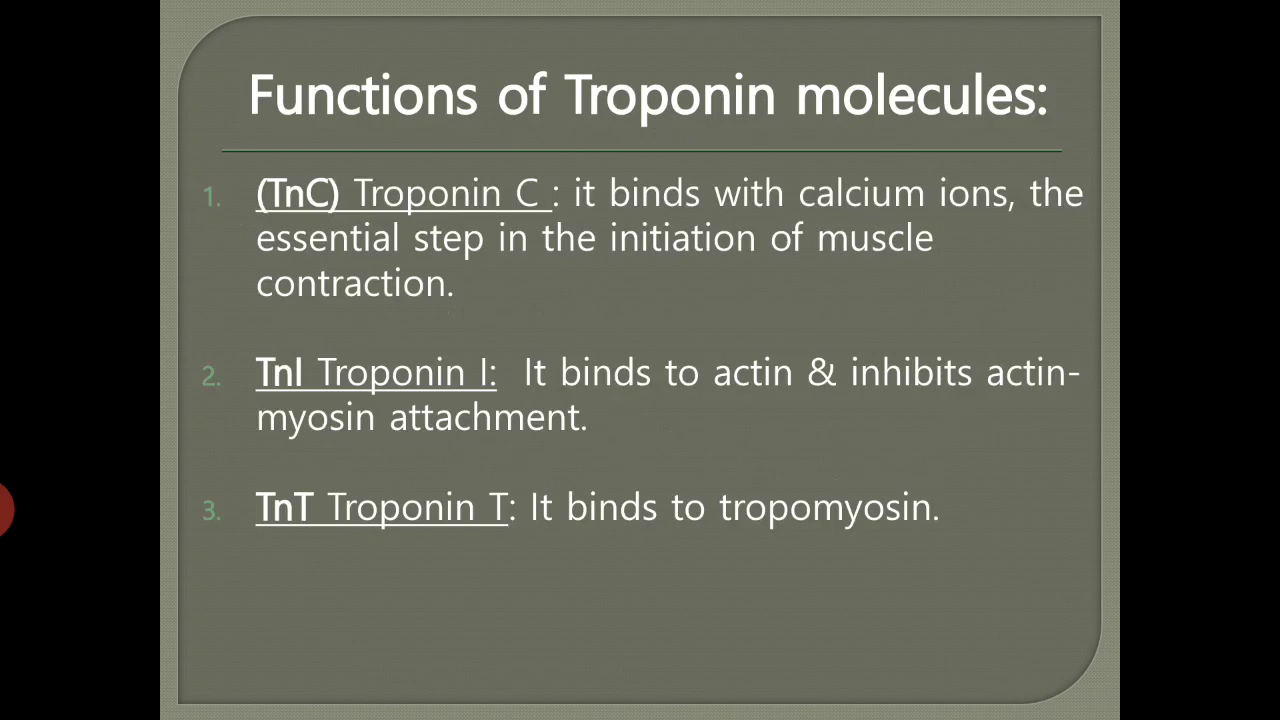 Functions of Troponin molecules:
1. (TnC) Troponin C : it binds with calcium ions, the
essential step in the initiation of muscle
contraction.
2. TnI Troponin I: It binds to actin & inhibits actin-
myosin attachment.
3. TnT Troponin T: It binds to tropomyosin.